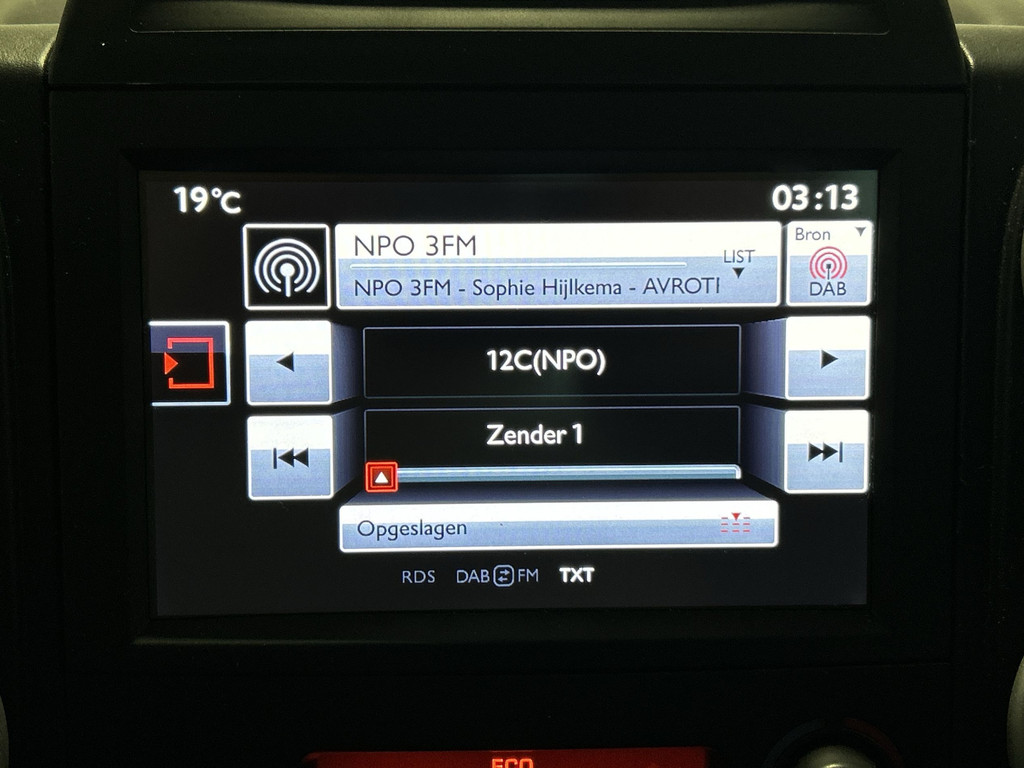 19°C 03:13
NPO 3FM
LIST
Bron
NPO 3FM - Sophie Hijlkema - AVROTI
DAB
12C(NPO)
Zender 1
Opgeslagen
RDS DAB FM TXT
ECO